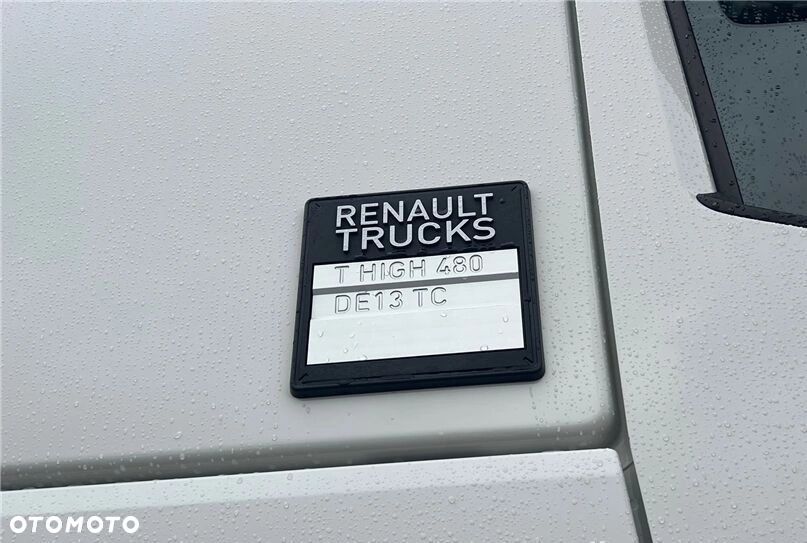 RENAULT
TRUCKS
T HIGH 480
DE13 TC
OTOMOTO